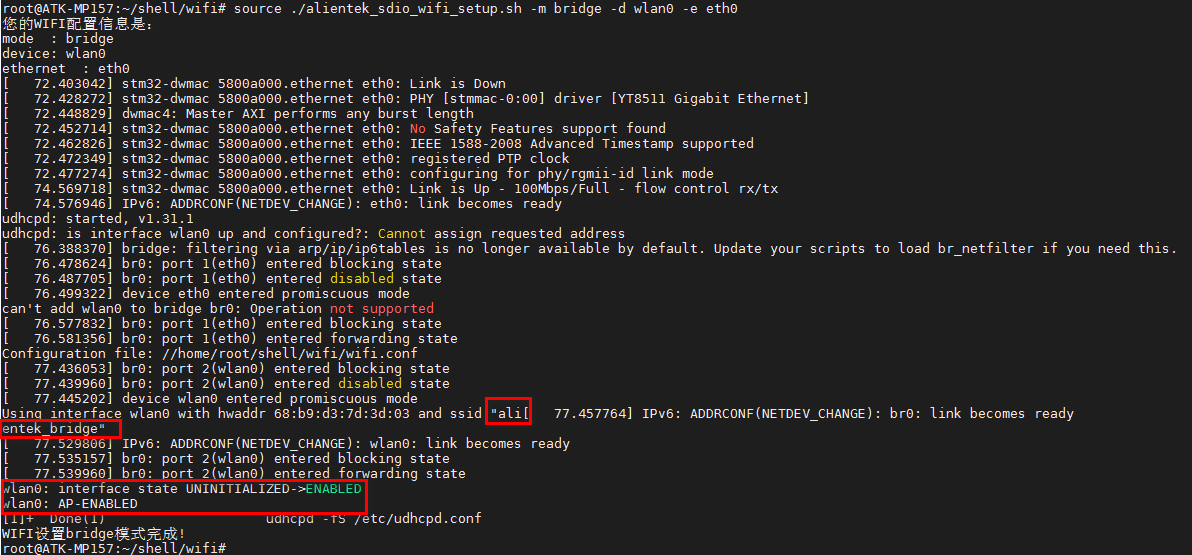 root@ATK-MP157:~/shell/wifi# source ./alientek_sdio_wifi_setup.sh -m bridge -d wlan0 -e eth0
您的WIFI配置信息是:
mode  : bridge
device: wlan0
ethernet  : eth0
[   72.403042] stm32-dwmac 5800a000.ethernet eth0: Link is Down
[   72.428272] stm32-dwmac 5800a000.ethernet eth0: PHY [stmmac-0:00] driver [YT8511 Gigabit Ethernet]
[   72.448829] dwmac4: Master AXI performs any burst length
[   72.452714] stm32-dwmac 5800a000.ethernet eth0: No Safety Features support found
[   72.462826] stm32-dwmac 5800a000.ethernet eth0: IEEE 1588-2008 Advanced Timestamp supported
[   72.472349] stm32-dwmac 5800a000.ethernet eth0: registered PTP clock
[   72.477274] stm32-dwmac 5800a000.ethernet eth0: configuring for phy/rgmii-id link mode
[   74.569718] stm32-dwmac 5800a000.ethernet eth0: Link is Up - 100Mbps/Full - flow control rx/tx
[   74.576946] IPv6: ADDRCONF(NETDEV_CHANGE): eth0: link becomes ready
udhcpd: started, v1.31.1
udhcpd: is interface wlan0 up and configured?: Cannot assign requested address
[   76.388370] bridge: filtering via arp/ip/ip6tables is no longer available by default. Update your scripts to load br_netfilter if you need this.
[   76.478624] br0: port 1(eth0) entered blocking state
[   76.487705] br0: port 1(eth0) entered disabled state
[   76.499322] device eth0 entered promiscuous mode
can't add wlan0 to bridge br0: Operation not supported
[   76.577832] br0: port 1(eth0) entered blocking state
[   76.581356] br0: port 1(eth0) entered forwarding state
Configuration file: //home/root/shell/wifi/wifi.conf
[   77.436053] br0: port 2(wlan0) entered blocking state
[   77.439960] br0: port 2(wlan0) entered disabled state
[   77.445202] device wlan0 entered promiscuous mode
Using interface wlan0 with hwaddr 68:b9:d3:7d:3d:03 and ssid "ali[   77.457764] IPv6: ADDRCONF(NETDEV_CHANGE): br0: link becomes ready
entek_bridge"
[   77.529806] IPv6: ADDRCONF(NETDEV_CHANGE): wlan0: link becomes ready
[   77.535157] br0: port 2(wlan0) entered blocking state
[   77.539960] br0: port 2(wlan0) entered forwarding state
wlan0: interface state UNINITIALIZED->ENABLED
wlan0: AP-ENABLED
[1]+  Done(1)                 udhcpd -fS /etc/udhcpd.conf
WIFI设置bridge模式完成!
root@ATK-MP157:~/shell/wifi#